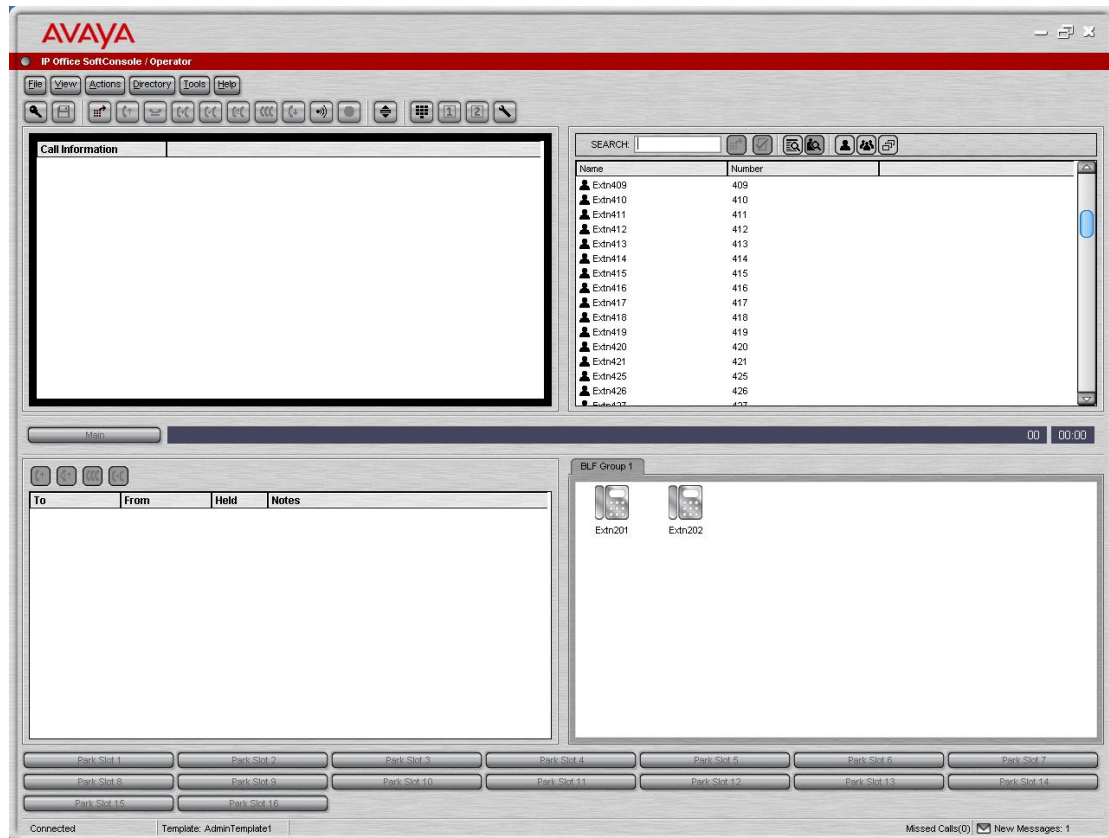 AVAYA
IP Office SoftConsole / Operator
File View Actions Directory Tools Help
1 2
Call Information
SEARCH:
Name Number
Extn409 409
Extn410 410
Extn411 411
Extn412 412
Extn413 413
Extn414 414
Extn415 415
Extn416 416
Extn417 417
Extn418 418
Extn419 419
Extn420 420
Extn421 421
Extn425 425
Extn426 426
Extn427 427
Main 00 00:00
To From Held Notes
BLF Group 1
Extn201 Extn202
Park Slot 1 Park Slot 2 Park Slot 3 Park Slot 4 Park Slot 5 Park Slot 6 Park Slot 7
Park Slot 8 Park Slot 9 Park Slot 10 Park Slot 11 Park Slot 12 Park Slot 13 Park Slot 14
Park Slot 15 Park Slot 16
Connected Template: AdminTemplate1 Missed Calls(0) New Messages: 1